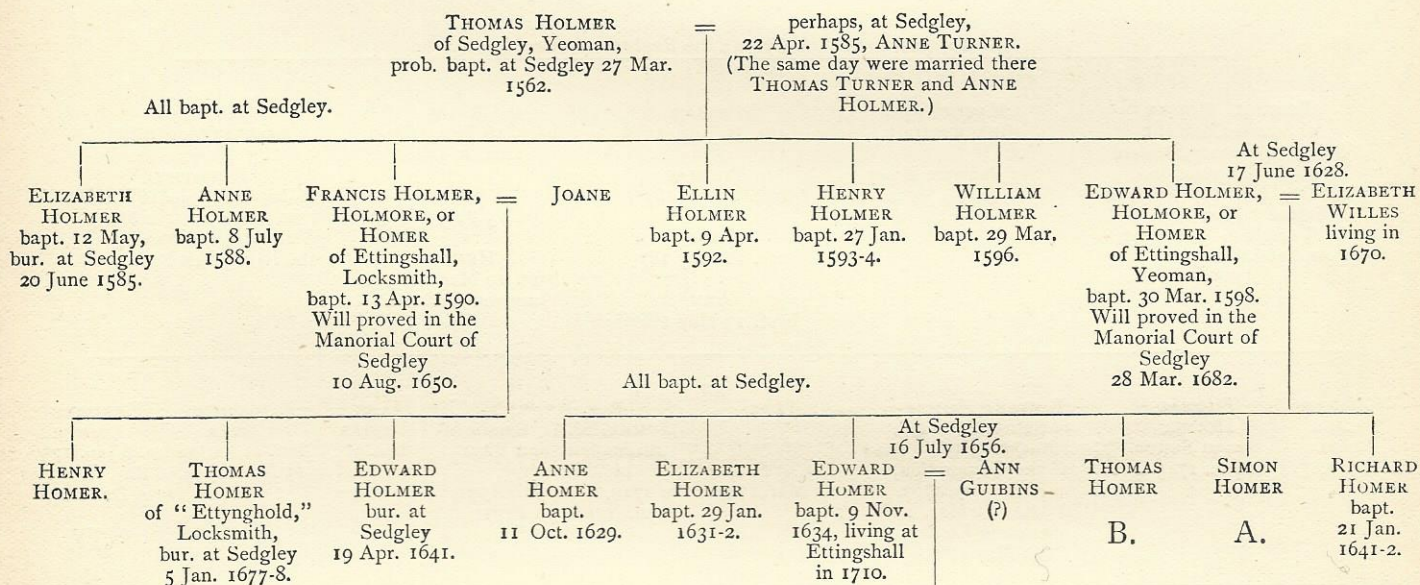 THOMAS HOLMER
of Sedgley, Yeoman,
prob. bapt. at Sedgley 27 Mar.
1562.
=
perhaps, at Sedgley,
22 Apr. 1585, ANNE TURNER.
(The same day were married there
THOMAS TURNER and ANNE
HOLMER.)
All bapt. at Sedgley.
ELIZABETH
HOLMER
bapt. 12 May,
bur. at Sedgley
20 June 1585.
ANNE
HOLMER
bapt. 8 July
1588.
FRANCIS HOLMER,
HOLMORE, or
HOMER
of Ettingshall,
Locksmith,
bapt. 13 Apr. 1590.
Will proved in the
Manorial Court of
Sedgley
10 Aug. 1650.
=
JOANE
ELLIN
HOLMER
bapt. 9 Apr.
1592.
HENRY
HOLMER
bapt. 27 Jan.
1593-4.
WILLIAM
HOLMER
bapt. 29 Mar.
1596.
EDWARD HOLMER,
HOLMORE, or
HOMER
of Ettingshall,
Yeoman,
bapt. 30 Mar. 1598.
Will proved in the
Manorial Court of
Sedgley
28 Mar. 1682.
At Sedgley
17 June 1628.
=
ELIZABETH
WILLES
living in
1670.
All bapt. at Sedgley.
HENRY
HOMER.
THOMAS
HOMER
of "Ettynghold,"
Locksmith,
bur. at Sedgley
5 Jan. 1677-8.
EDWARD
HOLMER
bur. at
Sedgley
19 Apr. 1641.
ANNE
HOMER
bapt.
11 Oct. 1629.
ELIZABETH
HOMER
bapt. 29 Jan.
1631-2.
EDWARD
HOMER
bapt. 9 Nov.
1634, living at
Ettingshall
in 1710.
At Sedgley
16 July 1656.
=
ANN
GUIBINS
(?)
THOMAS
HOMER
B.
SIMON
HOMER
A.
RICHARD
HOMER
bapt.
21 Jan.
1641-2.